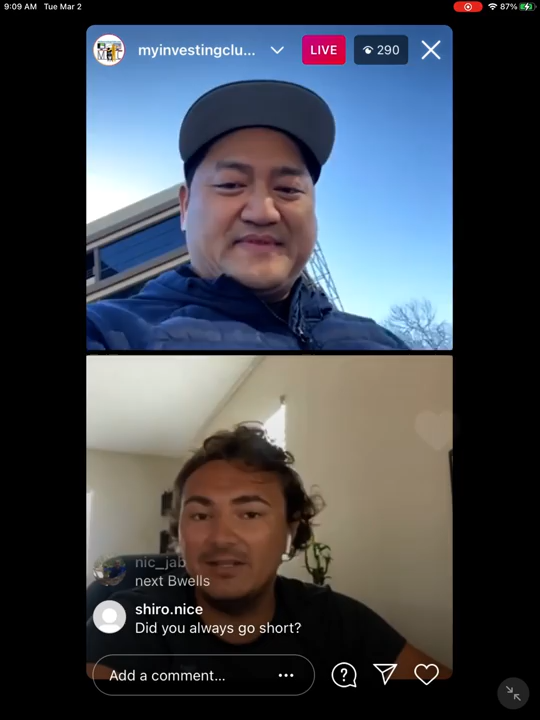 9:09 AM Tue Mar 2
87%
myinvestingclu...
LIVE
290
nic_jab
next Bwells
shiro.nice
Did you always go short?
Add a comment...